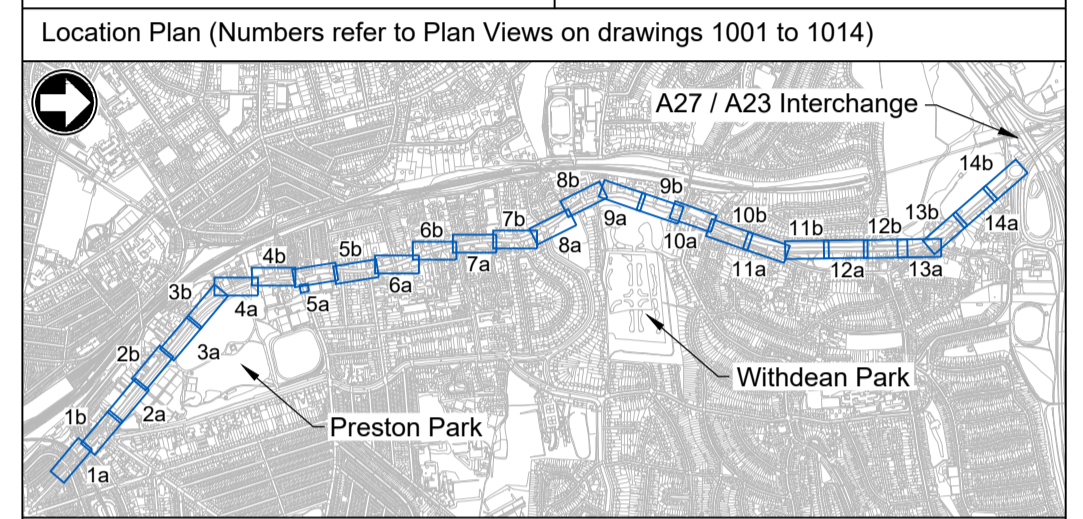 Location Plan (Numbers refer to Plan Views on drawings 1001 to 1014)
A27 / A23 Interchange
14b
8b
9b
13b
7b
10b
12b
14a
6b
9a
11b
5b
8a
10a
4b
7a
11a
12a
13a
3b
6a
4a
5a
2b
3a
Withdean Park
1b
2a
Preston Park
1a